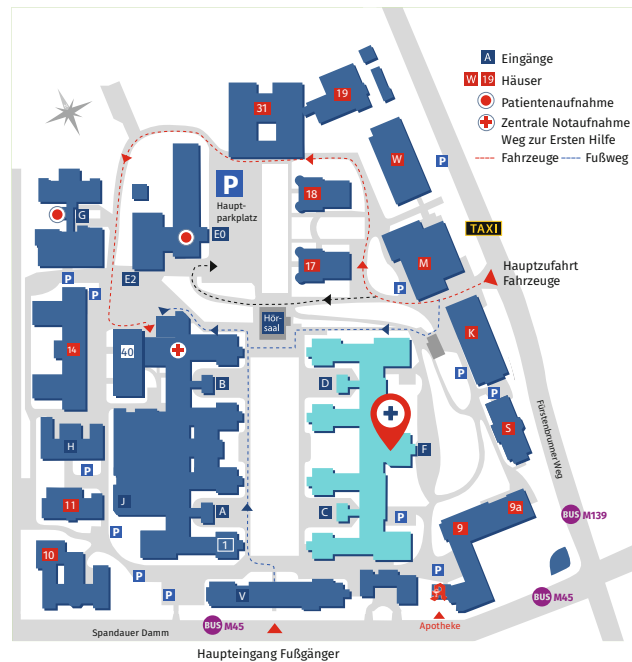 A Eingänge
W 19 Häuser
Patientenaufnahme
Zentrale Notaufnahme
Weg zur Ersten Hilfe
Fahrzeuge
Fußweg
19
31
W
P
P
Haupt-
parkplatz
18
G
E0
TAXI
M
17
Hauptzufahrt
Fahrzeuge
E2
P
P
P
Hör-
saal
K
14
40
B
D
P
P
S
Fürstenbrunner Weg
H
F
P
J
11
A
C
P
P
9
9a
BUS M139
10
1
P
P
P
V
BUS M45
Apotheke
Spandauer Damm
BUS M45
Haupteingang Fußgänger